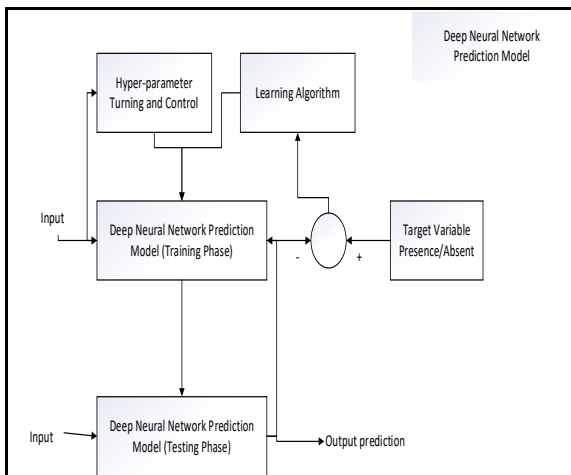 Deep Neural Network
Prediction Model
Hyper-parameter
Turning and Control
Learning Algorithm
Input
Deep Neural Network Prediction
Model (Training Phase)
-
+
Target Variable
Presence/Absent
Input
Deep Neural Network Prediction
Model (Testing Phase)
Output prediction